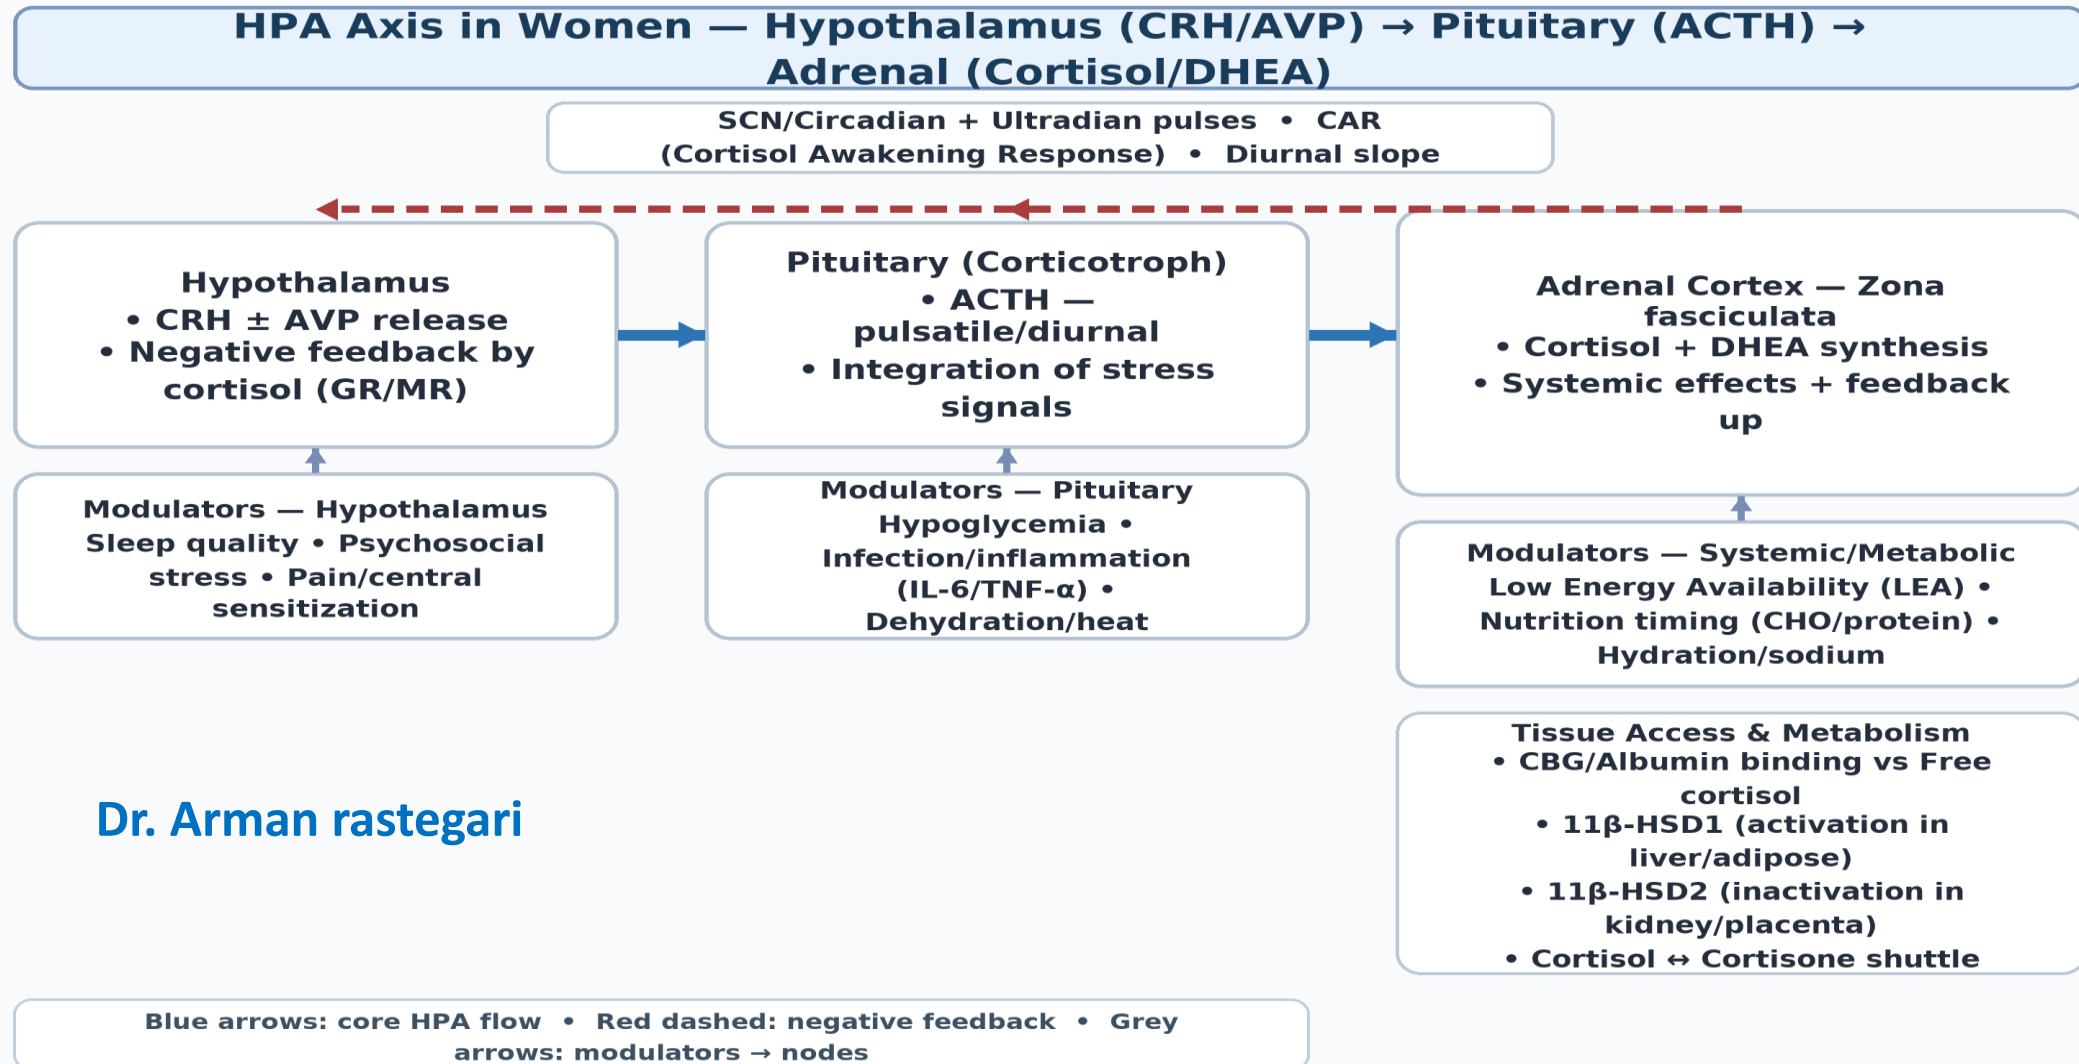 HPA Axis in Women — Hypothalamus (CRH/AVP) → Pituitary (ACTH) →
Adrenal (Cortisol/DHEA)
SCN/Circadian + Ultradian pulses • CAR
(Cortisol Awakening Response) • Diurnal slope
Hypothalamus
• CRH ± AVP release
• Negative feedback by
cortisol (GR/MR)
Pituitary (Corticotroph)
• ACTH —
pulsatile/diurnal
• Integration of stress
signals
Adrenal Cortex — Zona
fasciculata
• Cortisol + DHEA synthesis
• Systemic effects + feedback
up
Modulators — Hypothalamus
Sleep quality • Psychosocial
stress • Pain/central
sensitization
Modulators — Pituitary
Hypoglycemia •
Infection/inflammation
(IL-6/TNF-α) •
Dehydration/heat
Modulators — Systemic/Metabolic
Low Energy Availability (LEA) •
Nutrition timing (CHO/protein) •
Hydration/sodium
Tissue Access & Metabolism
• CBG/Albumin binding vs Free
cortisol
• 11β-HSD1 (activation in
liver/adipose)
• 11β-HSD2 (inactivation in
kidney/placenta)
• Cortisol ↔ Cortisone shuttle
Dr. Arman rastegari
Blue arrows: core HPA flow • Red dashed: negative feedback • Grey
arrows: modulators → nodes